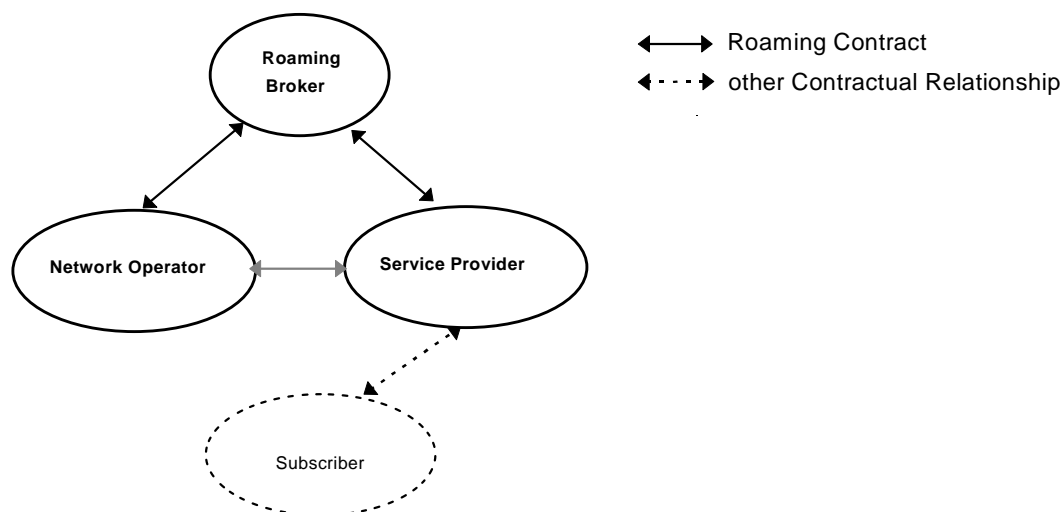 Roaming
Broker
Roaming Contract
other Contractual Relationship
Network Operator
Service Provider
Subscriber